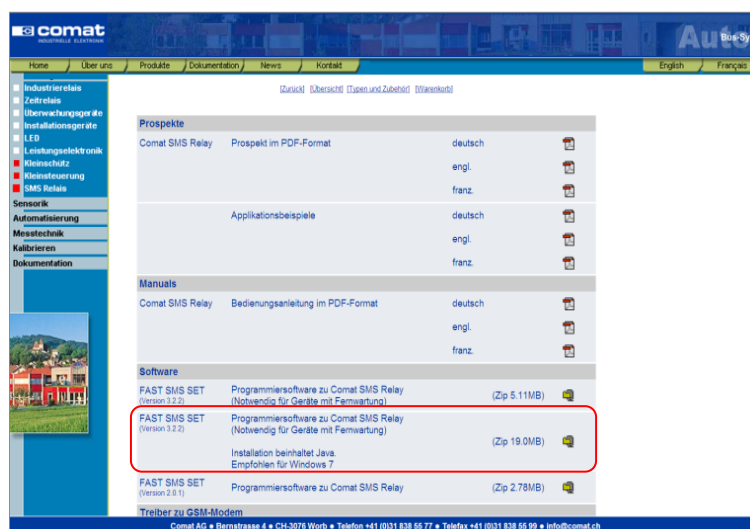 comat
INDUSTRIELLE ELEKTRONIK
Auto
Bus-Sy
Home
Über uns
Produkte
Dokumentation
News
Kontakt
English
Français
Industrierelais
Zeitrelais
Überwachungsgeräte
Installationsgeräte
LED
Leistungselektronik
Kleinschütz
Kleinsteuerung
SMS Relais
Sensorik
Automatisierung
Messtechnik
Kalibrieren
Dokumentation
[Zurück] [Übersicht] [Typen und Zubehör] [Warenkorb]
Prospekte
Comat SMS Relay Prospekt im PDF-Format deutsch
engl.
franz.
Applikationsbeispiele deutsch
engl.
franz.
Manuals
Comat SMS Relay Bedienungsanleitung im PDF-Format deutsch
engl.
franz.
Software
FAST SMS SET Programmiersoftware zu Comat SMS Relay (Zip 5.11MB)
(Version 3.2.2) (Notwendig für Geräte mit Fernwartung)
FAST SMS SET Programmiersoftware zu Comat SMS Relay
(Version 3.2.2) (Notwendig für Geräte mit Fernwartung)
(Zip 19.0MB)
Installation beinhaltet Java.
Empfohlen für Windows 7
FAST SMS SET Programmiersoftware zu Comat SMS Relay (Zip 2.78MB)
(Version 2.0.1)
Treiber zu GSM-Modem
Comat AG ● Bernstrasse 4 ● CH-3076 Worb ● Telefon +41 (0)31 838 55 77 ● Telefax +41 (0)31 838 55 99 ● info@comat.ch